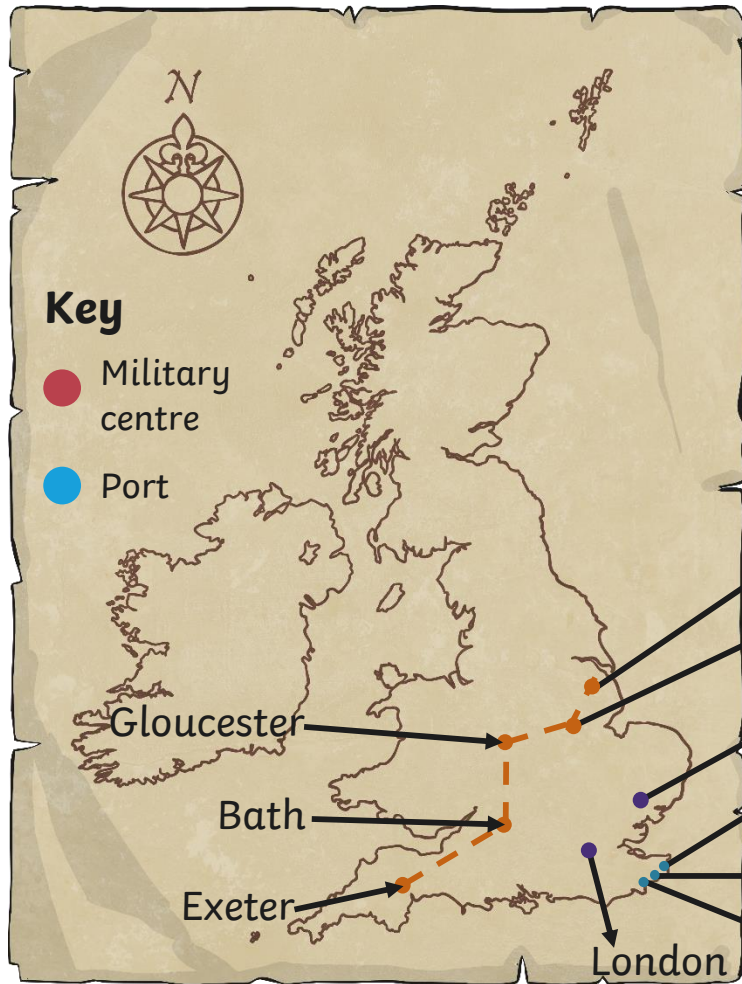 N
Key
Military
centre
Port
Gloucester
Bath
Exeter
London